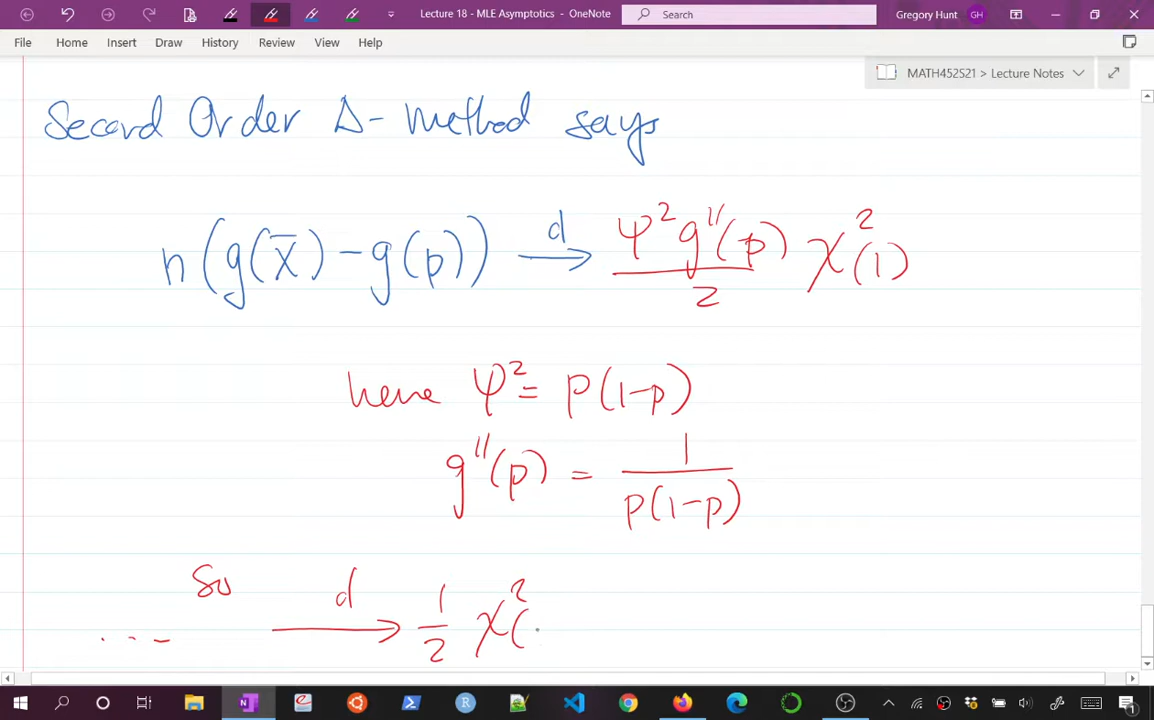 Lecture 18 - MLE Asymptotics - OneNote
Search
Gregory Hunt
GH
File Home Insert Draw History Review View Help
MATH452S21 > Lecture Notes
Second Order Δ-method says
n(g(x̄) - g(p)) →d ψ²g''(p)/2 χ²(1)
here ψ² = p(1-p)
g''(p) = 1/p(1-p)
So
... →d 1/2 χ²(